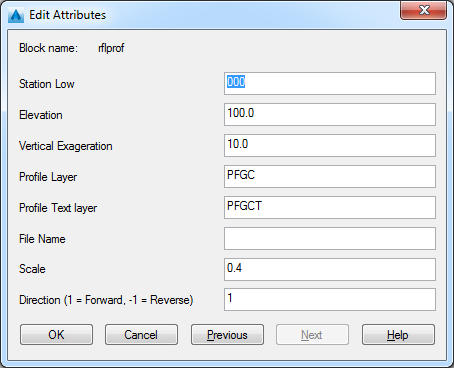 Edit Attributes
Block name: rflprof
Station Low 000
Elevation 100.0
Vertical Exageration 10.0
Profile Layer PFGC
Profile Text layer PFGCT
File Name
Scale 0.4
Direction (1 = Forward, -1 = Reverse) 1
OK Cancel Previous Next Help